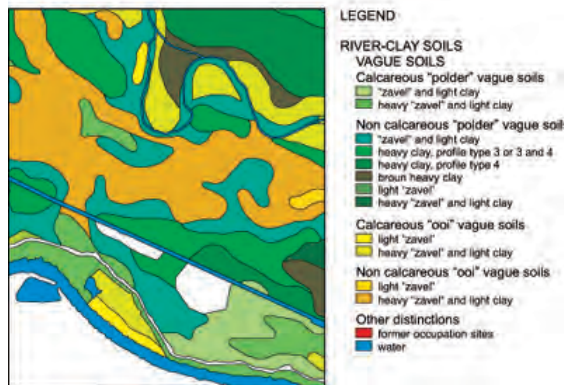 LEGEND
RIVER-CLAY SOILS
VAGUE SOILS
Calcareous "polder" vague soils
"zavel" and light clay
heavy "zavel" and light clay
Non calcareous "polder" vague soils
"zavel" and light clay
heavy clay, profile type 3 or 3 and 4
heavy clay, profile type 4
broun heavy clay
light "zavel"
heavy "zavel" and light clay
Calcareous "ooi" vague soils
light "zavel"
heavy "zavel" and light clay
Non calcareous "ooi" vague soils
light "zavel"
heavy "zavel" and light clay
Other distinctions
former occupation sites
water